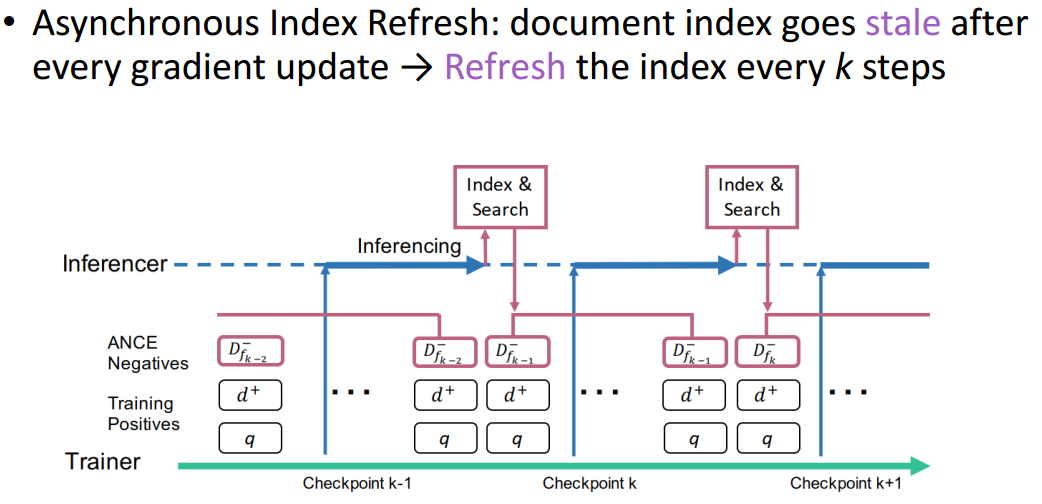 • Asynchronous Index Refresh: document index goes stale after
every gradient update → Refresh the index every k steps
Index &
Search
Index &
Search
Inferencing
Inferencer
ANCE
Negatives
D⁻_{f_{k−2}}
D⁻_{f_{k−2}}
D⁻_{f_{k−1}}
D⁻_{f_{k−1}}
D⁻_{f_k}
Training
Positives
d⁺
...
d⁺
d⁺
...
d⁺
d⁺
...
q
q
q
q
q
Trainer
Checkpoint k-1
Checkpoint k
Checkpoint k+1